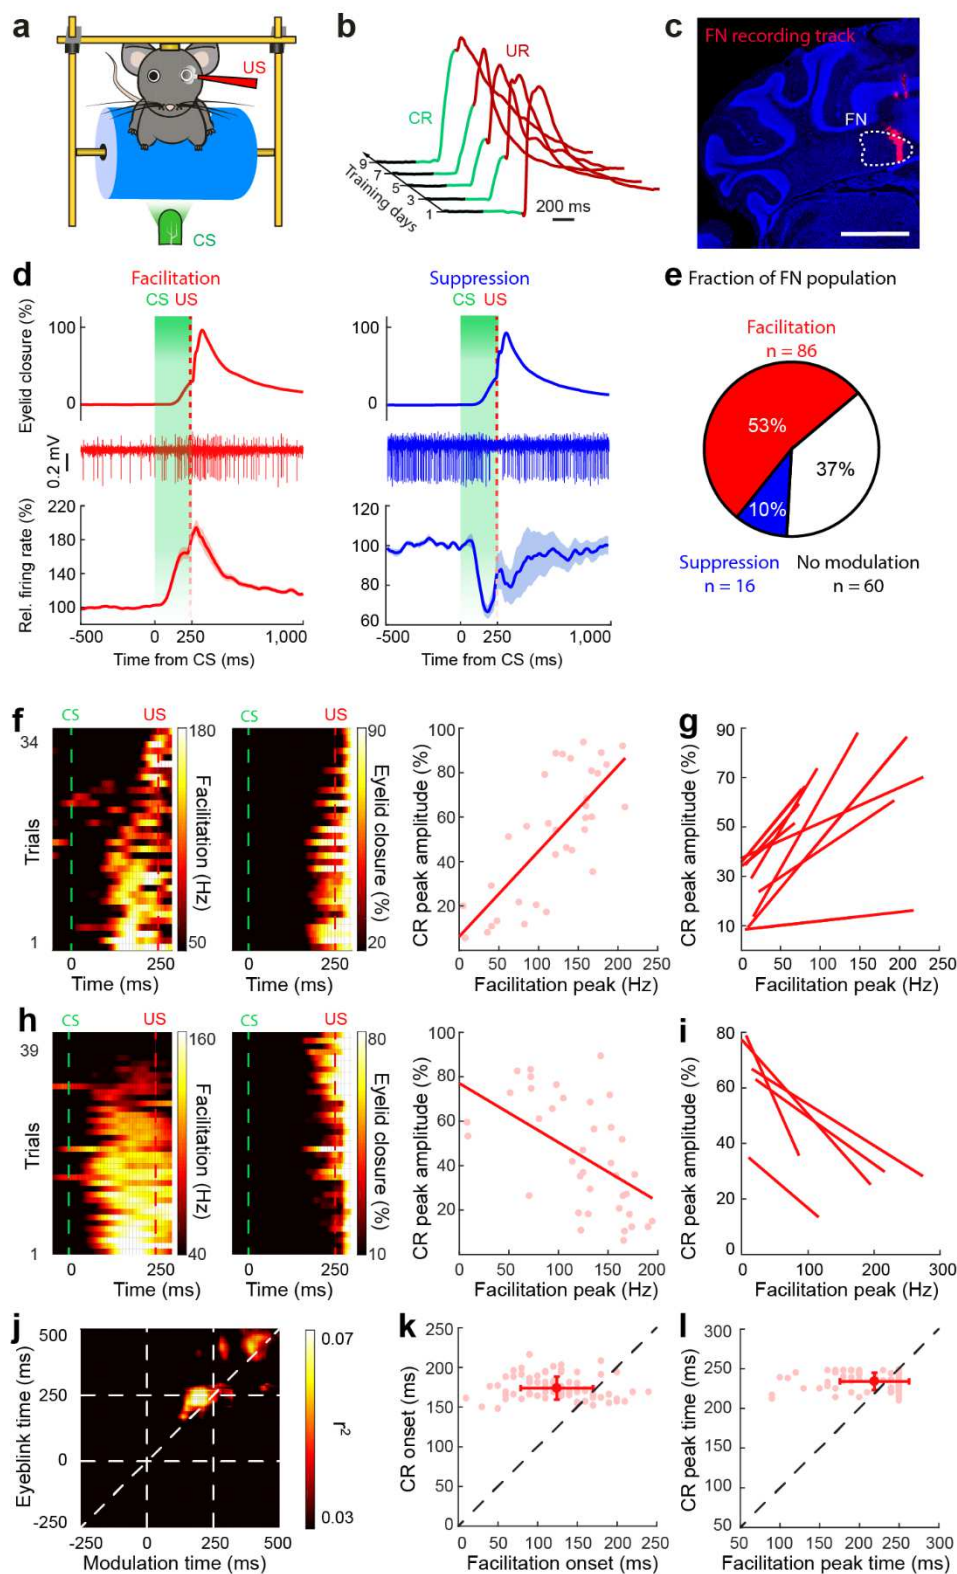 a
US
CS
b
UR
CR
9
7
5
3
1
Training days
200 ms
c
FN recording track
FN
d
Facilitation
CS US
Eyelid closure (%)
100
0
0.2 mV
Rel. firing rate (%)
220
180
140
100
-500 0 250 1,000
Time from CS (ms)
Suppression
CS US
100
0
120
100
80
60
-500 0 250 1,000
Time from CS (ms)
e Fraction of FN population
Facilitation
n = 86
53%
37%
10%
Suppression
n = 16
No modulation
n = 60
f
CS US
34
Trials
1
0 250
Time (ms)
180
Facilitation (Hz)
50
CS US
0 250
Time (ms)
90
Eyelid closure (%)
20
CR peak amplitude (%)
100
80
60
40
20
0 50 100 150 200 250
Facilitation peak (Hz)
g
CR peak amplitude (%)
90
70
50
30
10
0 50 100 150 200 250
Facilitation peak (Hz)
h
CS US
39
Trials
1
0 250
Time (ms)
160
Facilitation (Hz)
40
CS US
0 250
Time (ms)
80
Eyelid closure (%)
10
CR peak amplitude (%)
100
80
60
40
20
0 50 100 150 200
Facilitation peak (Hz)
i
CR peak amplitude (%)
80
60
40
20
0
0 100 200 300
Facilitation peak (Hz)
j
Eyeblink time (ms)
500
250
0
-250
-250 0 250 500
Modulation time (ms)
0.07
r²
0.03
k
CR onset (ms)
250
200
150
100
50
0
0 50 100 150 200 250
Facilitation onset (ms)
l
CR peak time (ms)
300
250
200
150
100
50
50 100 150 200 250 300
Facilitation peak time (ms)